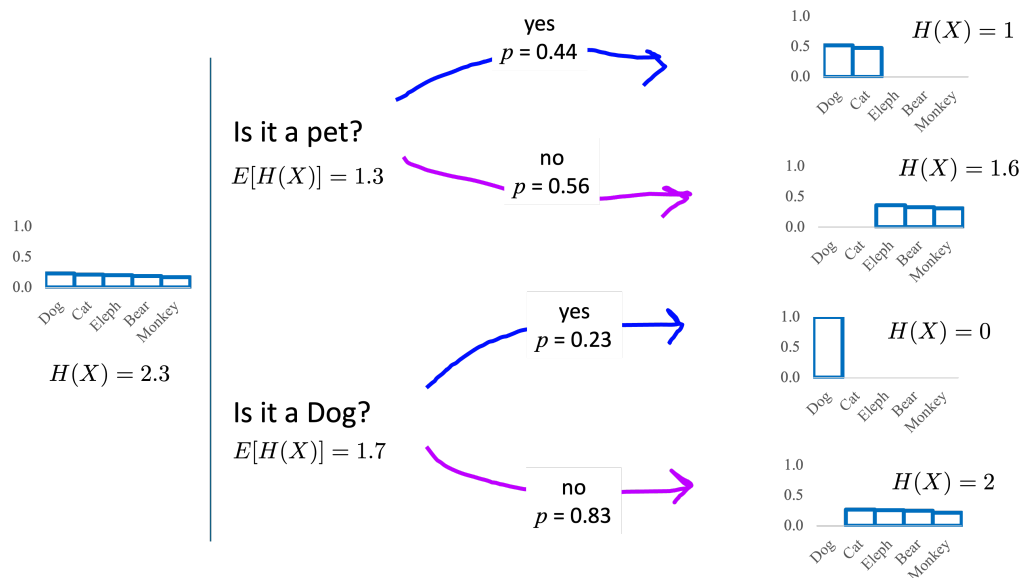 1.0
0.5
0.0
Dog
Cat
Eleph
Bear
Monkey
H(X) = 2.3
Is it a pet?
E[H(X)] = 1.3
yes
p = 0.44
no
p = 0.56
1.0
0.5
0.0
Dog
Cat
Eleph
Bear
Monkey
H(X) = 1
1.0
0.5
0.0
Dog
Cat
Eleph
Bear
Monkey
H(X) = 1.6
Is it a Dog?
E[H(X)] = 1.7
yes
p = 0.23
no
p = 0.83
1.0
0.5
0.0
Dog
Cat
Eleph
Bear
Monkey
H(X) = 0
1.0
0.5
0.0
Dog
Cat
Eleph
Bear
Monkey
H(X) = 2